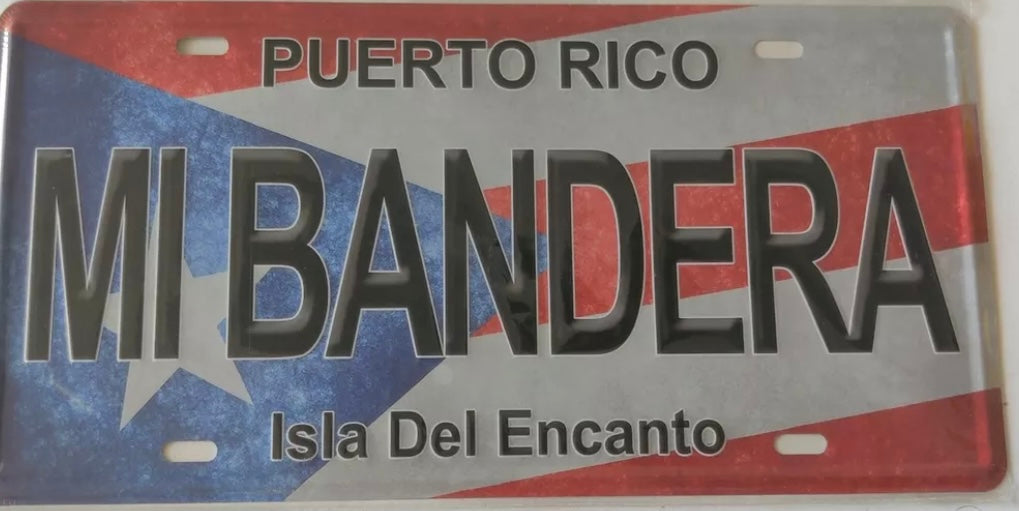 PUERTO RICO
MI BANDERA
Isla Del Encanto